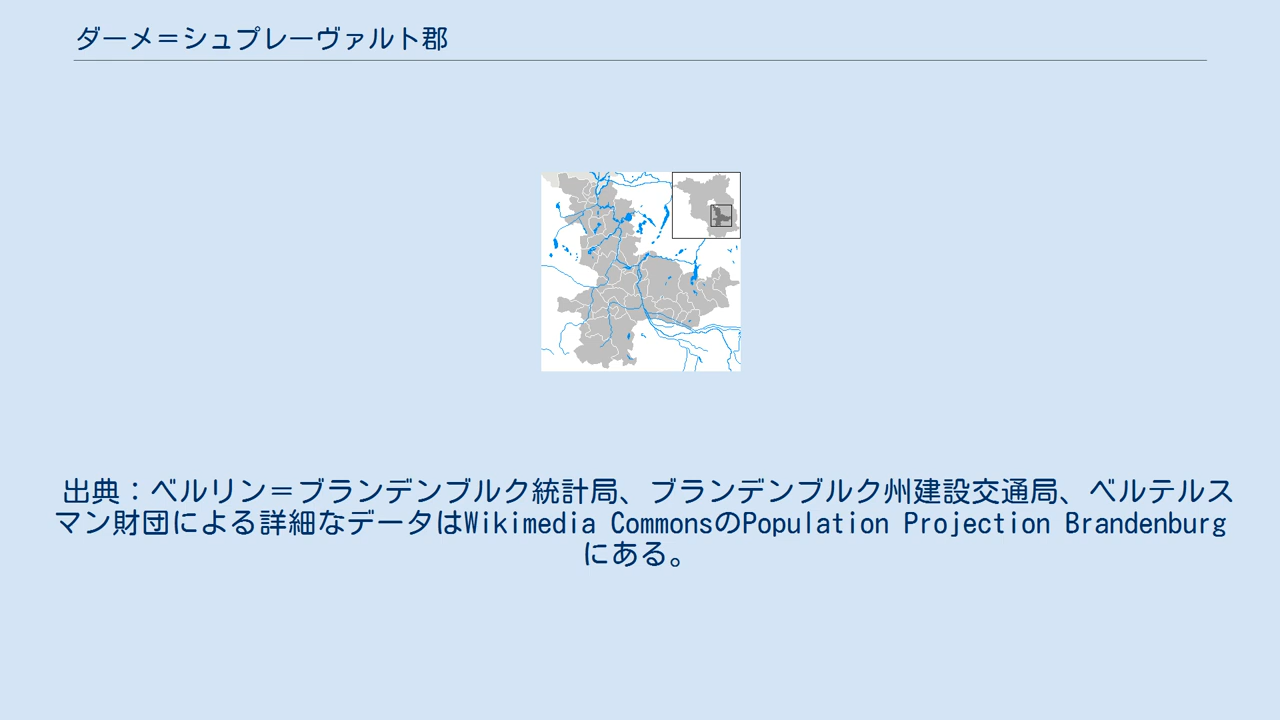 ダーメ＝シュプレーヴァルト郡
出典：ベルリン＝ブランデンブルク統計局、ブランデンブルク州建設交通局、ベルテルス
マン財団による詳細なデータはWikimedia CommonsのPopulation Projection Brandenburg
にある。